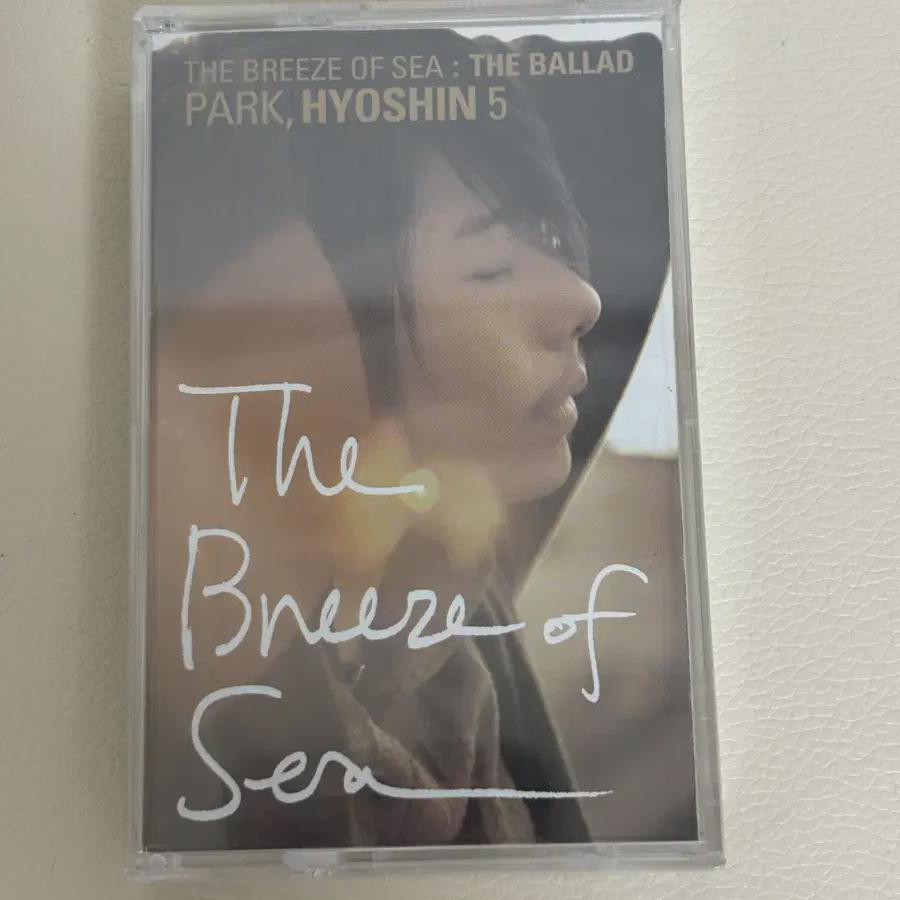 THE BREEZE OF SEA : THE BALLAD
PARK, HYOSHIN 5
The
Breeze of
Sea